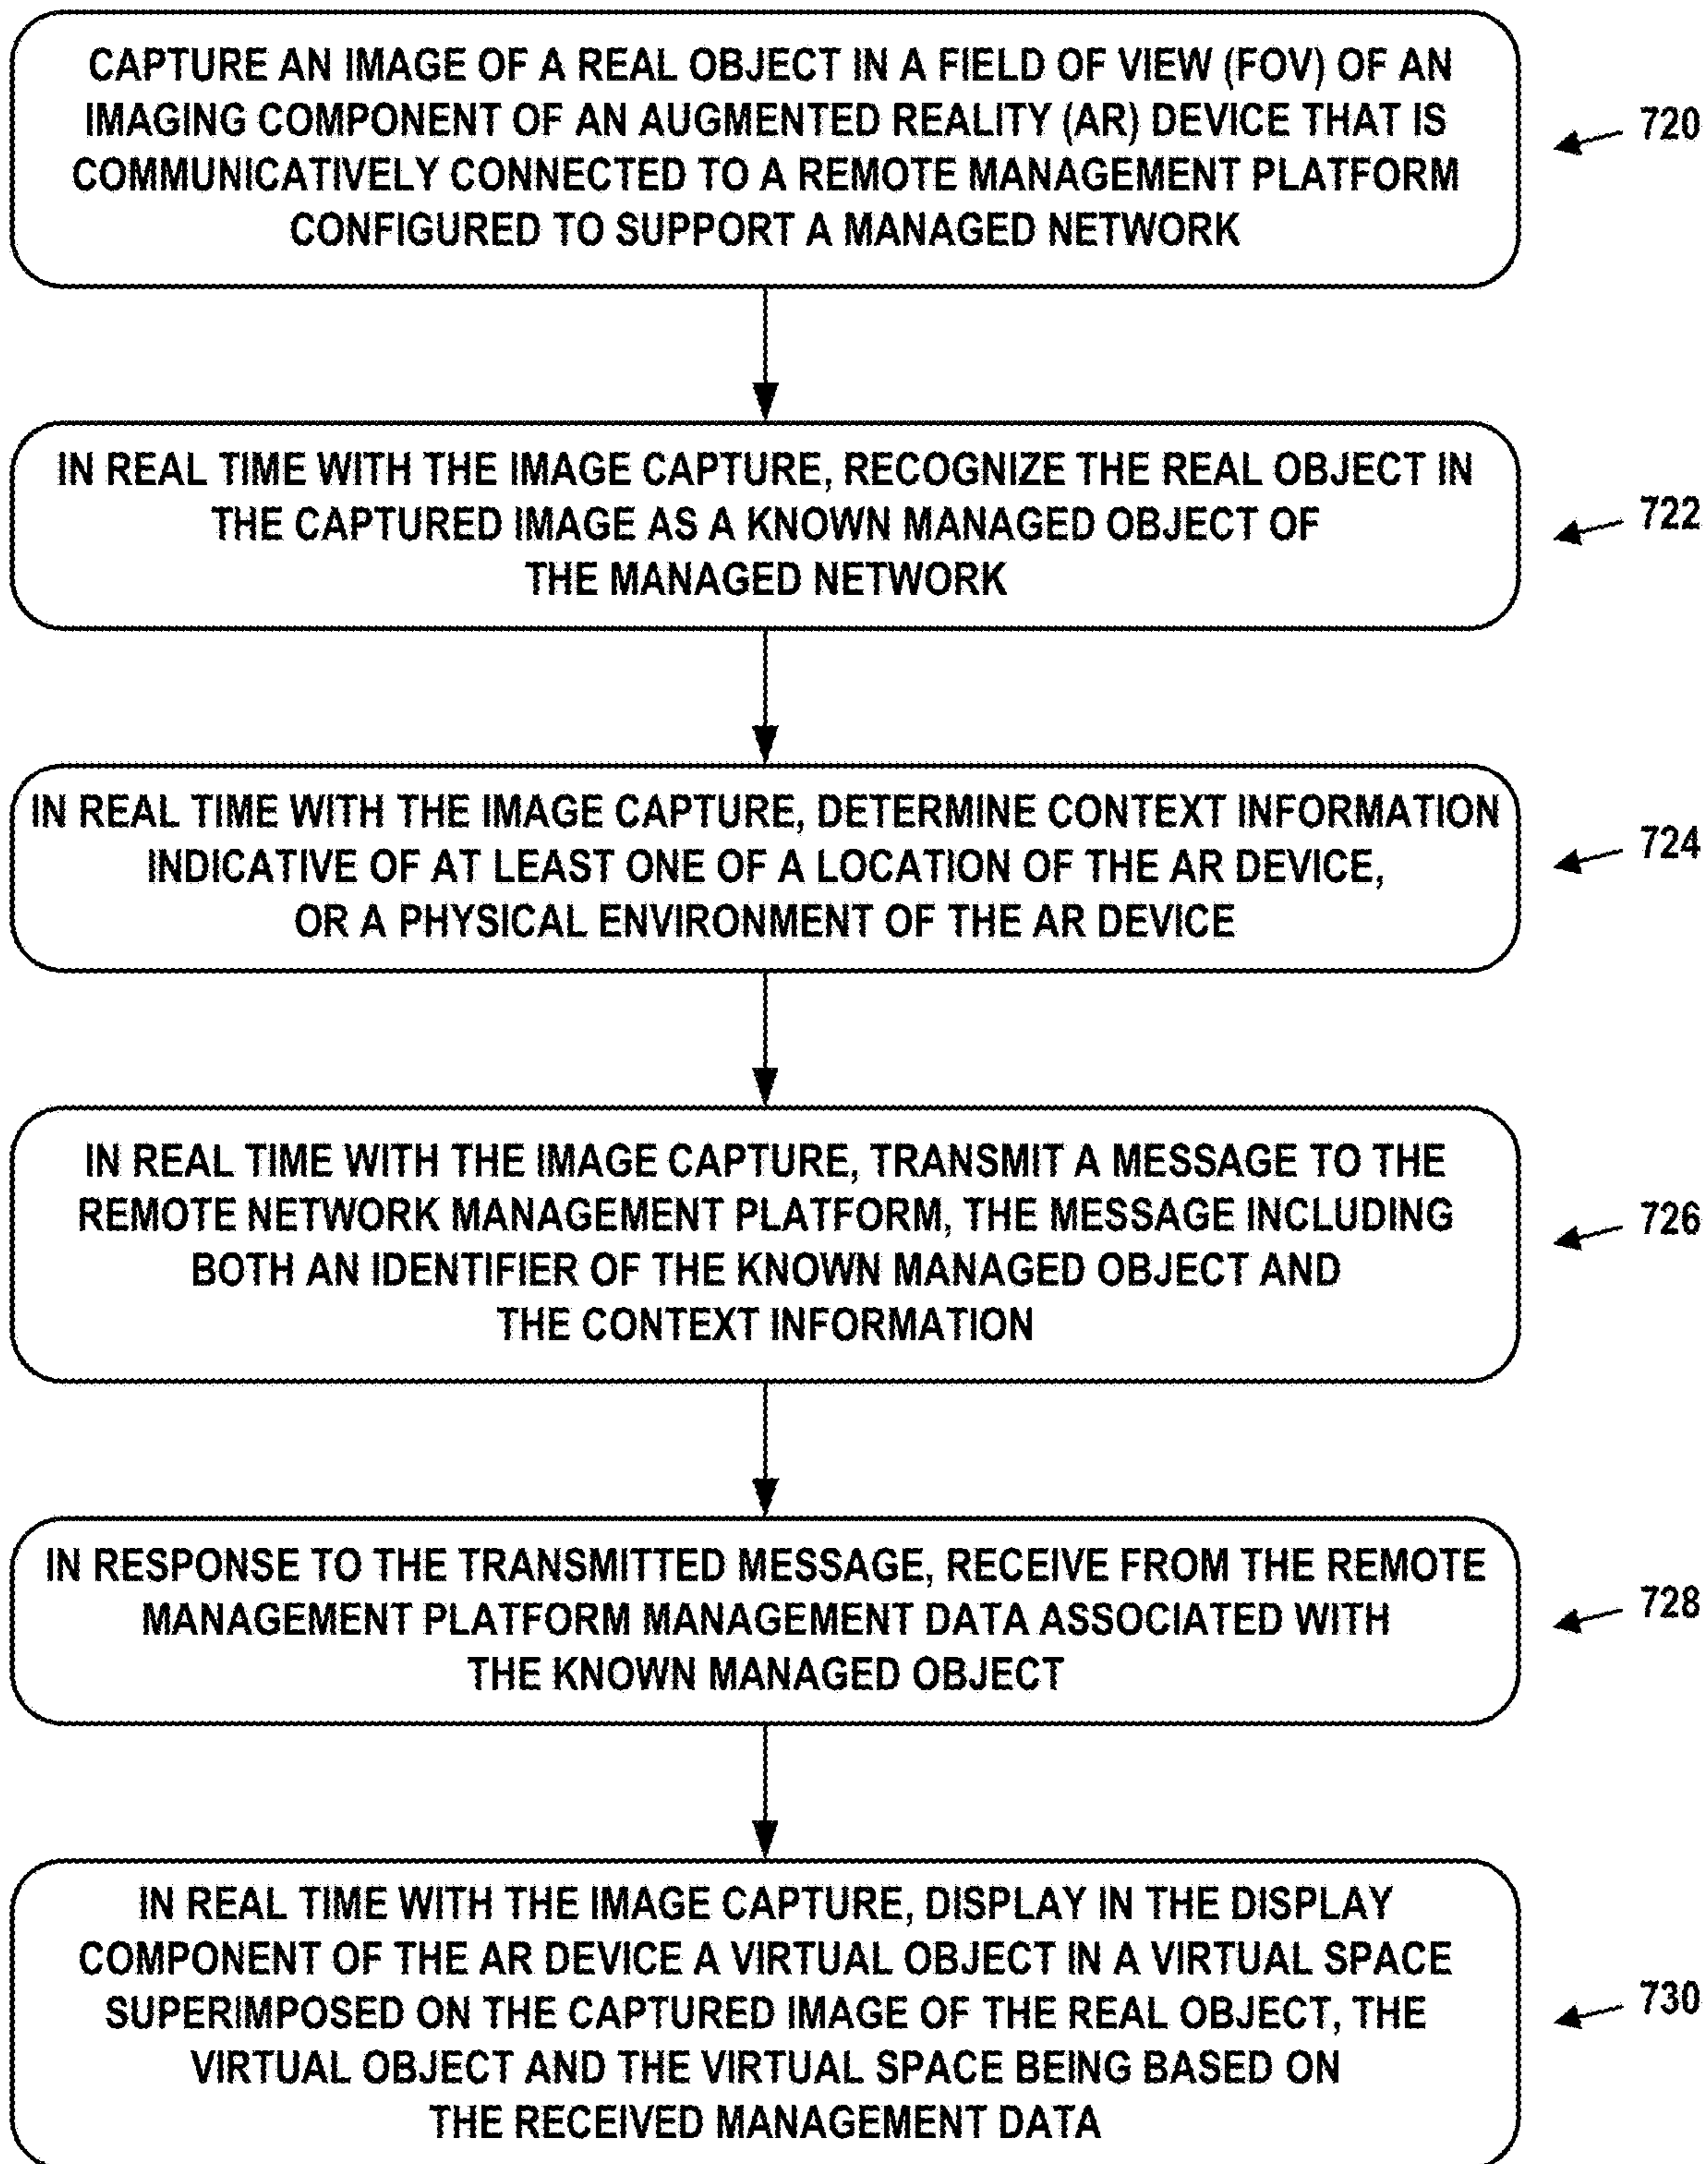 CAPTURE AN IMAGE OF A REAL OBJECT IN A FIELD OF VIEW (FOV) OF AN
IMAGING COMPONENT OF AN AUGMENTED REALITY (AR) DEVICE THAT IS
COMMUNICATIVELY CONNECTED TO A REMOTE MANAGEMENT PLATFORM
CONFIGURED TO SUPPORT A MANAGED NETWORK
720
IN REAL TIME WITH THE IMAGE CAPTURE, RECOGNIZE THE REAL OBJECT IN
THE CAPTURED IMAGE AS A KNOWN MANAGED OBJECT OF
THE MANAGED NETWORK
722
IN REAL TIME WITH THE IMAGE CAPTURE, DETERMINE CONTEXT INFORMATION
INDICATIVE OF AT LEAST ONE OF A LOCATION OF THE AR DEVICE,
OR A PHYSICAL ENVIRONMENT OF THE AR DEVICE
724
IN REAL TIME WITH THE IMAGE CAPTURE, TRANSMIT A MESSAGE TO THE
REMOTE NETWORK MANAGEMENT PLATFORM, THE MESSAGE INCLUDING
BOTH AN IDENTIFIER OF THE KNOWN MANAGED OBJECT AND
THE CONTEXT INFORMATION
726
IN RESPONSE TO THE TRANSMITTED MESSAGE, RECEIVE FROM THE REMOTE
MANAGEMENT PLATFORM MANAGEMENT DATA ASSOCIATED WITH
THE KNOWN MANAGED OBJECT
728
IN REAL TIME WITH THE IMAGE CAPTURE, DISPLAY IN THE DISPLAY
COMPONENT OF THE AR DEVICE A VIRTUAL OBJECT IN A VIRTUAL SPACE
SUPERIMPOSED ON THE CAPTURED IMAGE OF THE REAL OBJECT, THE
VIRTUAL OBJECT AND THE VIRTUAL SPACE BEING BASED ON
THE RECEIVED MANAGEMENT DATA
730